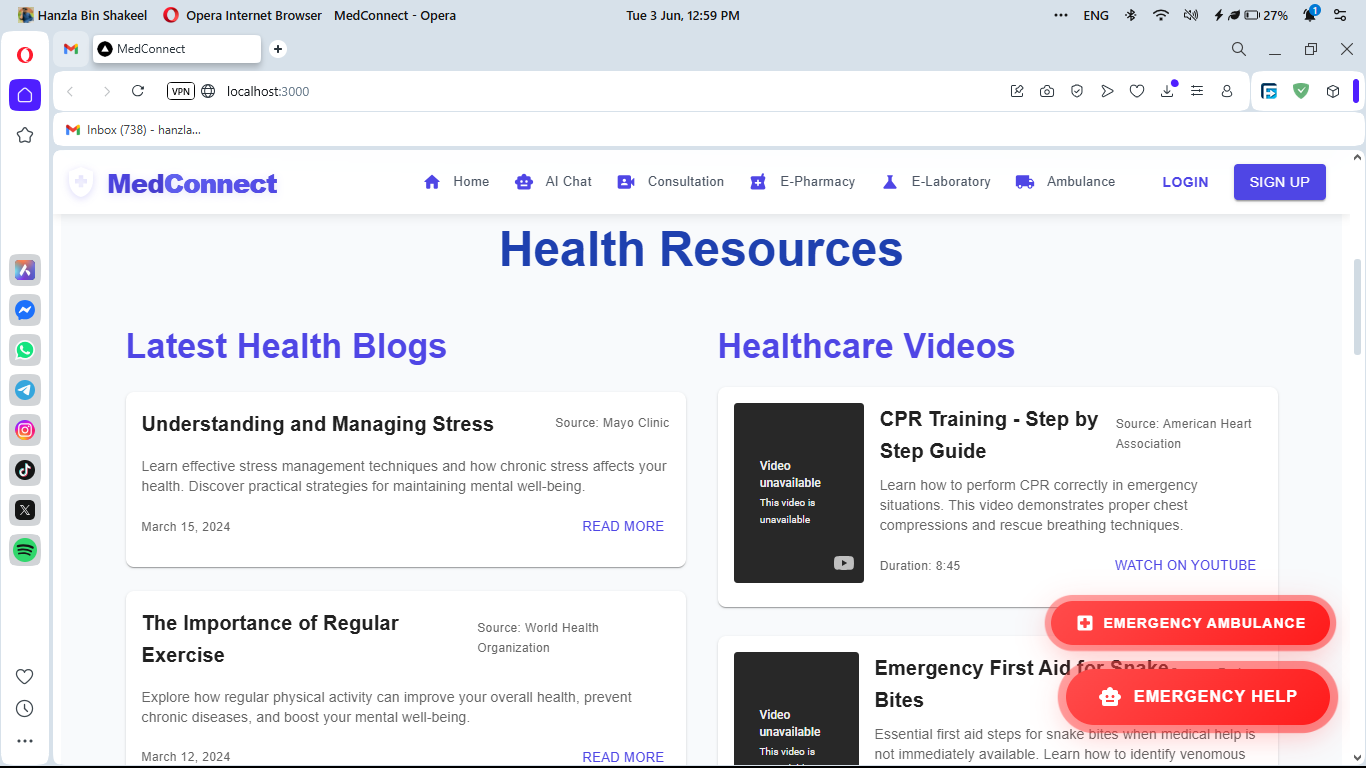 Hanzla Bin Shakeel
Opera Internet Browser
MedConnect - Opera
Tue 3 Jun, 12:59 PM
ENG
27%
1
MedConnect
VPN
localhost:3000
Inbox (738) - hanzla...
MedConnect
Home
AI Chat
Consultation
E-Pharmacy
E-Laboratory
Ambulance
LOGIN
SIGN UP
Health Resources
Latest Health Blogs
Understanding and Managing Stress
Source: Mayo Clinic
Learn effective stress management techniques and how chronic stress affects your
health. Discover practical strategies for maintaining mental well-being.
March 15, 2024
READ MORE
The Importance of Regular
Exercise
Source: World Health
Organization
Explore how regular physical activity can improve your overall health, prevent
chronic diseases, and boost your mental well-being.
March 12, 2024
READ MORE
Healthcare Videos
Video
unavailable
This video is
unavailable
CPR Training - Step by
Step Guide
Source: American Heart
Association
Learn how to perform CPR correctly in emergency
situations. This video demonstrates proper chest
compressions and rescue breathing techniques.
Duration: 8:45
WATCH ON YOUTUBE
EMERGENCY AMBULANCE
Video
unavailable
This video is
Emergency First Aid for Snake
Bites
EMERGENCY HELP
Essential first aid steps for snake bites when medical help is
not immediately available. Learn how to identify venomous